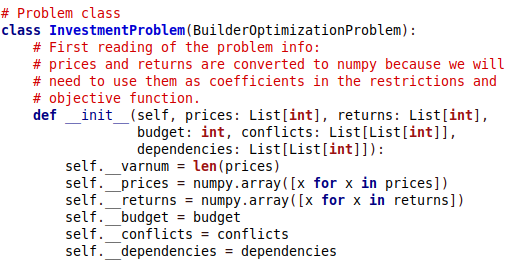 # Problem class
class InvestmentProblem(BuilderOptimizationProblem):
    # First reading of the problem info:
    # prices and returns are converted to numpy because we will
    # need to use them as coefficients in the restrictions and
    # objective function.
    def __init__(self, prices: List[int], returns: List[int],
                 budget: int, conflicts: List[List[int]],
                 dependencies: List[List[int]]):
        self.__varnum = len(prices)
        self.__prices = numpy.array([x for x in prices])
        self.__returns = numpy.array([x for x in returns])
        self.__budget = budget
        self.__conflicts = conflicts
        self.__dependencies = dependencies